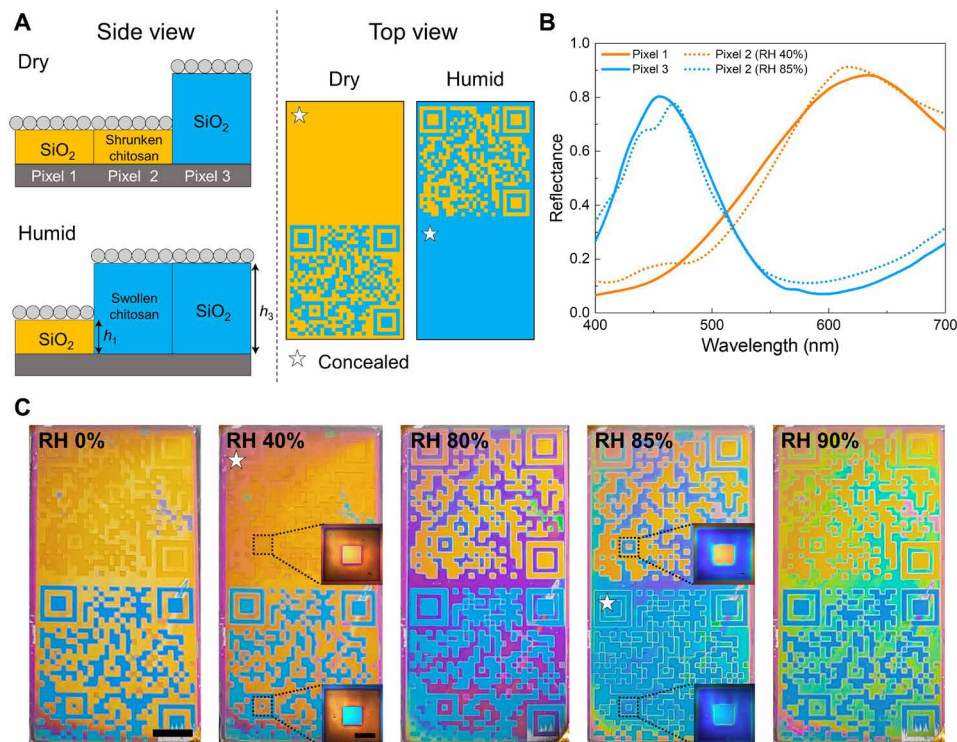 A
Side view
Top view
Dry
SiO₂
Shrunken
chitosan
SiO₂
Pixel 1
Pixel 2
Pixel 3
Humid
SiO₂
h₁
Swollen
chitosan
SiO₂
h₃
Dry
Humid
Concealed
B
Pixel 1
Pixel 2 (RH 40%)
Pixel 3
Pixel 2 (RH 85%)
Reflectance
1.0
0.8
0.6
0.4
0.2
0.0
400
500
600
700
Wavelength (nm)
C
RH 0%
RH 40%
RH 80%
RH 85%
RH 90%